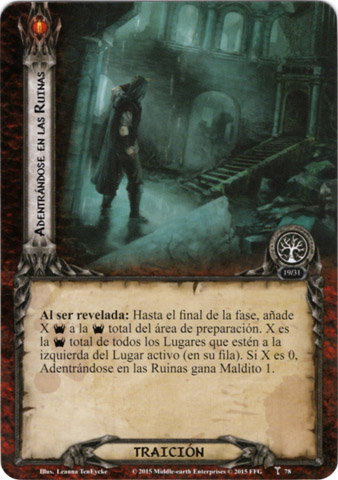 ADENTRÁNDOSE EN LAS RUINAS
19/31
Al ser revelada: Hasta el final de la fase, añade
X a la total del área de preparación. X es
la total de todos los Lugares que estén a la
izquierda del Lugar activo (en su fila). Si X es 0,
Adentrándose en las Ruinas gana Maldito 1.
TRAICIÓN
Illus. Leanna TenEycke © 2015 Middle-earth Enterprises © 2015 FFG 78